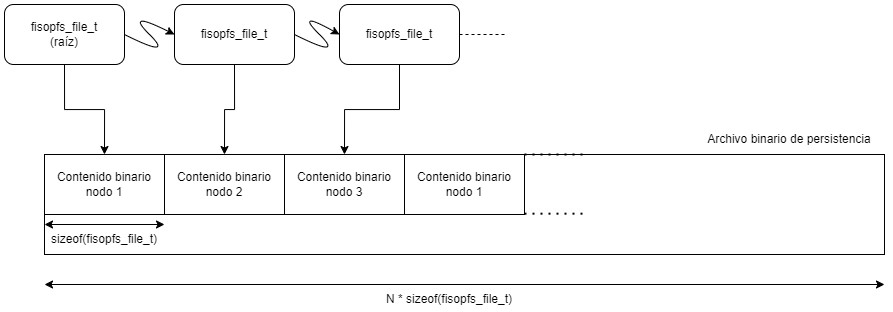 fisopfs_file_t
(raíz)
fisopfs_file_t
fisopfs_file_t
Archivo binario de persistencia
Contenido binario
nodo 1
Contenido binario
nodo 2
Contenido binario
nodo 3
Contenido binario
nodo 1
sizeof(fisopfs_file_t)
N * sizeof(fisopfs_file_t)